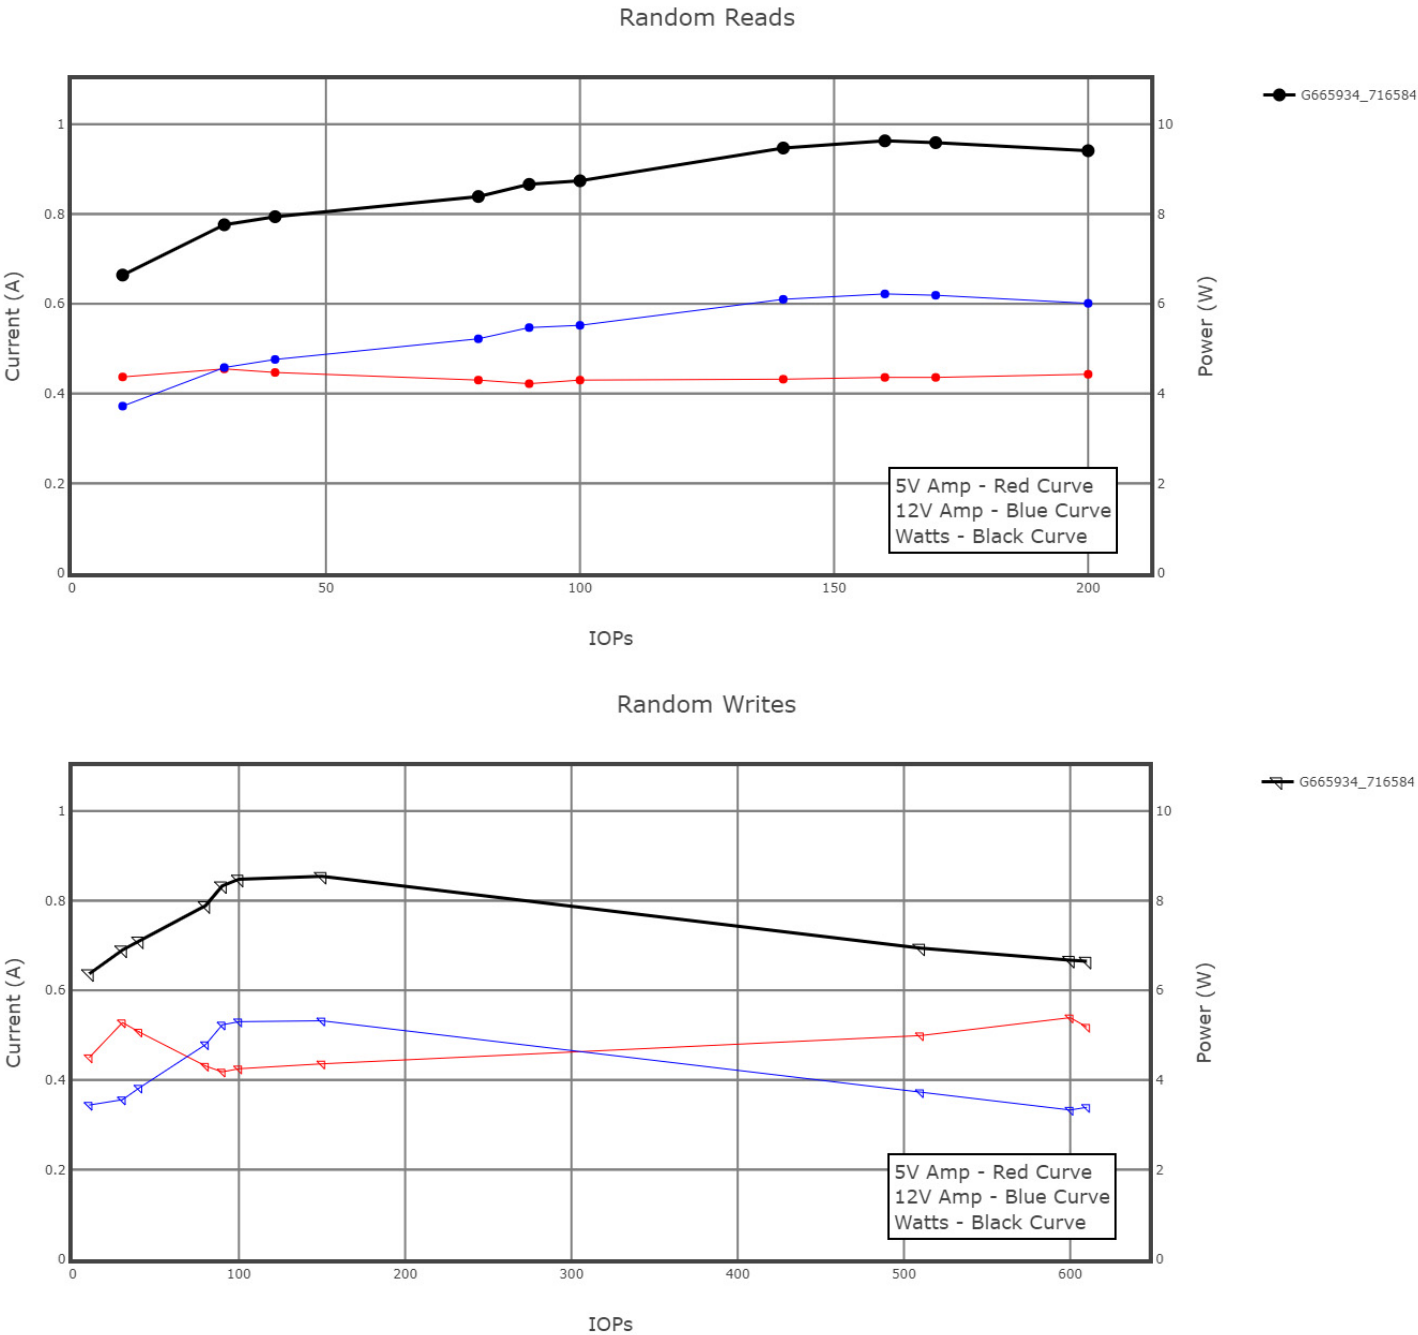 Random Reads
G665934_716584
1
0.8
0.6
0.4
0.2
0
Current (A)
10
8
6
4
2
0
Power (W)
5V Amp - Red Curve
12V Amp - Blue Curve
Watts - Black Curve
0 50 100 150 200
IOPs
Random Writes
G665934_716584
1
0.8
0.6
0.4
0.2
0
Current (A)
10
8
6
4
2
0
Power (W)
5V Amp - Red Curve
12V Amp - Blue Curve
Watts - Black Curve
0 100 200 300 400 500 600
IOPs